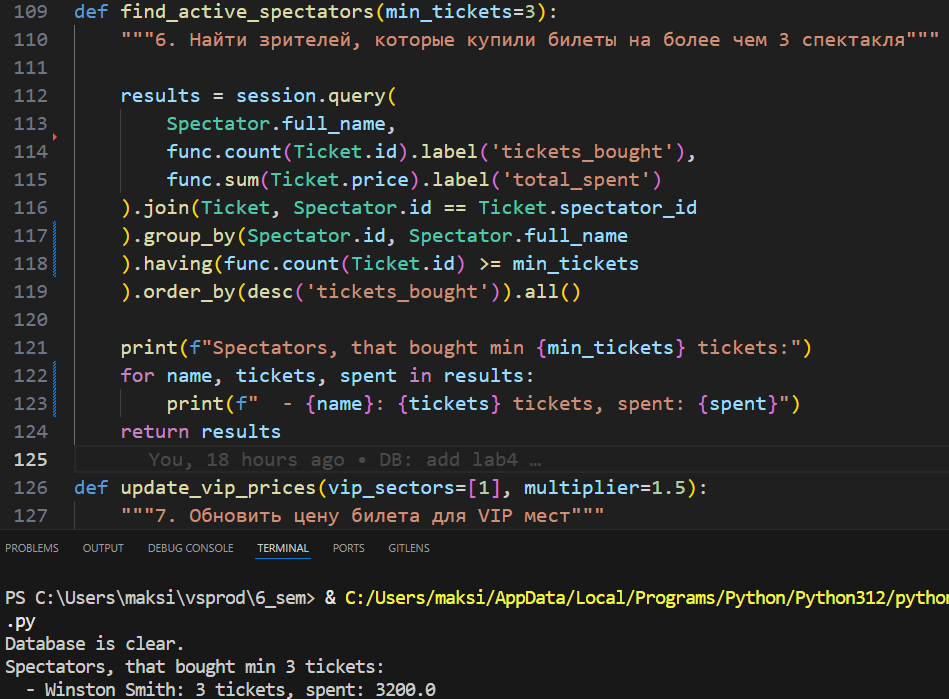 109 def find_active_spectators(min_tickets=3):
110     """6. Найти зрителей, которые купили билеты на более чем 3 спектакля"""
111
112     results = session.query(
113         Spectator.full_name,
114         func.count(Ticket.id).label('tickets_bought'),
115         func.sum(Ticket.price).label('total_spent')
116     ).join(Ticket, Spectator.id == Ticket.spectator_id
117     ).group_by(Spectator.id, Spectator.full_name
118     ).having(func.count(Ticket.id) >= min_tickets
119     ).order_by(desc('tickets_bought')).all()
120
121     print(f"Spectators, that bought min {min_tickets} tickets:")
122     for name, tickets, spent in results:
123         print(f"  - {name}: {tickets} tickets, spent: {spent}")
124     return results
125 You, 18 hours ago • DB: add lab4 …
126 def update_vip_prices(vip_sectors=[1], multiplier=1.5):
127     """7. Обновить цену билета для VIP мест"""
PROBLEMS OUTPUT DEBUG CONSOLE TERMINAL PORTS GITLENS
PS C:\Users\maksi\vsprod\6_sem> & C:/Users/maksi/AppData/Local/Programs/Python/Python312/python
.py
Database is clear.
Spectators, that bought min 3 tickets:
  - Winston Smith: 3 tickets, spent: 3200.0